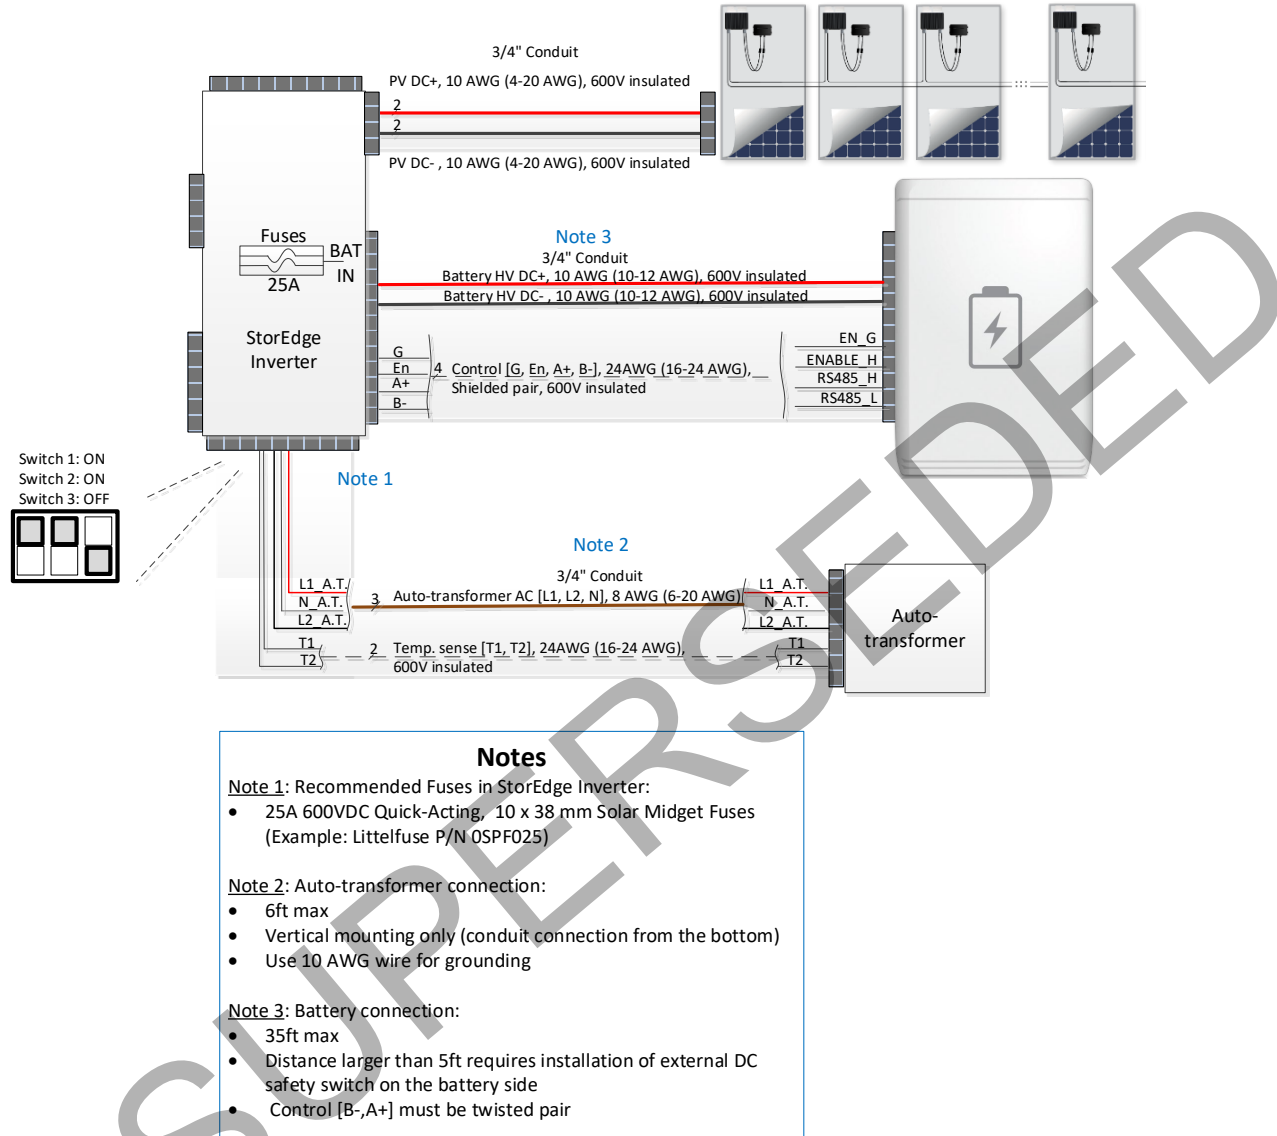 3/4" Conduit
PV DC+, 10 AWG (4-20 AWG), 600V insulated
2
2
PV DC- , 10 AWG (4-20 AWG), 600V insulated
Fuses
25A
BAT
IN
StorEdge
Inverter
Note 3
3/4" Conduit
Battery HV DC+, 10 AWG (10-12 AWG), 600V insulated
Battery HV DC- , 10 AWG (10-12 AWG), 600V insulated
G
En
A+
B-
4 Control [G, En, A+, B-], 24AWG (16-24 AWG),
Shielded pair, 600V insulated
EN_G
ENABLE_H
RS485_H
RS485_L
Switch 1: ON
Switch 2: ON
Switch 3: OFF
Note 1
Note 2
3/4" Conduit
L1_A.T.
N_A.T.
L2_A.T.
T1
T2
3 Auto-transformer AC [L1, L2, N], 8 AWG (6-20 AWG)
2 Temp. sense [T1, T2], 24AWG (16-24 AWG),
600V insulated
L1_A.T.
N_A.T.
L2_A.T.
T1
T2
Auto-
transformer
Notes
Note 1: Recommended Fuses in StorEdge Inverter:
• 25A 600VDC Quick-Acting, 10 x 38 mm Solar Midget Fuses
(Example: Littelfuse P/N 0SPF025)
Note 2: Auto-transformer connection:
• 6ft max
• Vertical mounting only (conduit connection from the bottom)
• Use 10 AWG wire for grounding
Note 3: Battery connection:
• 35ft max
• Distance larger than 5ft requires installation of external DC
safety switch on the battery side
• Control [B-,A+] must be twisted pair
SUPERSEDED